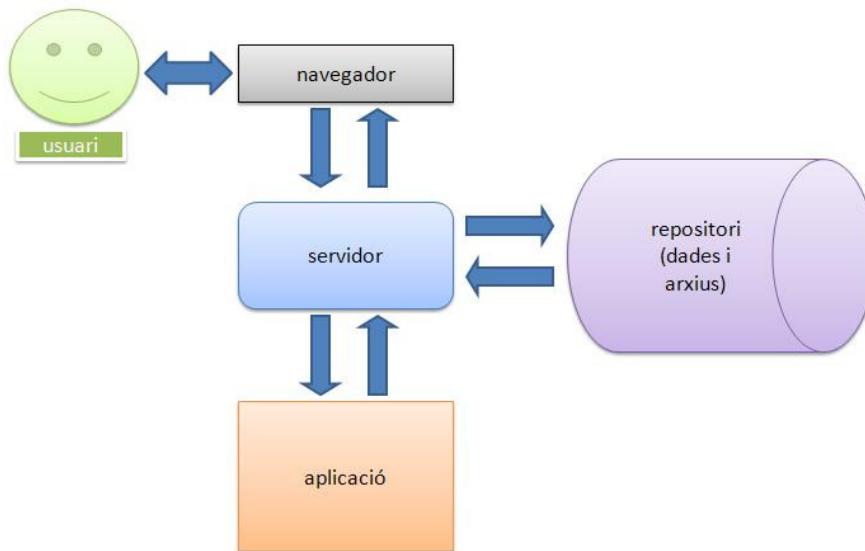 navegador
usuari
servidor
repositori
(dades i
arxius)
aplicació